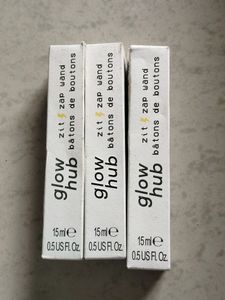 glow
hub
zit⚡zap wand
bâtons de boutons
15ml ℮
0.5 US Fl. Oz.
glow
hub
zit⚡zap wand
bâtons de boutons
15ml ℮
0.5 US Fl. Oz.
glow
hub
zit⚡zap wand
bâtons de boutons
15ml ℮
0.5 US Fl. Oz.